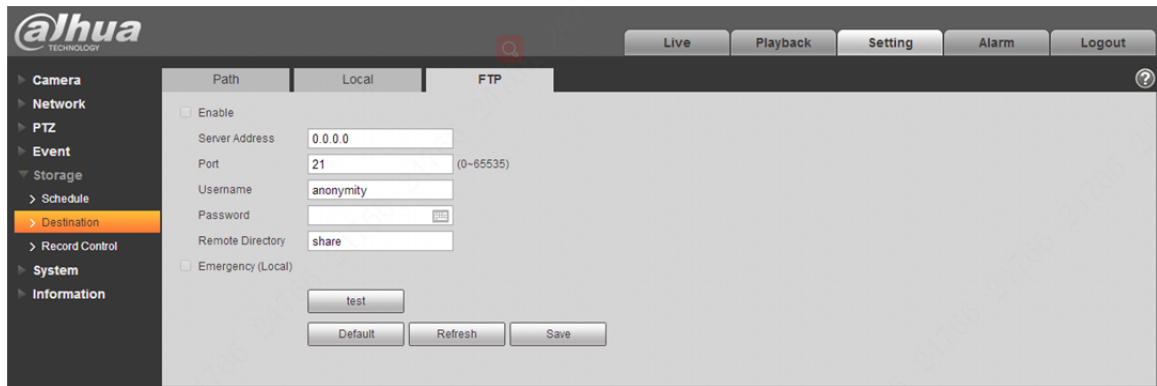 alhua
TECHNOLOGY
Live
Playback
Setting
Alarm
Logout
Camera
Network
PTZ
Event
Storage
Schedule
Destination
Record Control
System
Information
Path
Local
FTP
?
Enable
Server Address 0.0.0.0
Port 21 (0~65535)
Username anonymity
Password
Remote Directory share
Emergency (Local)
test
Default Refresh Save